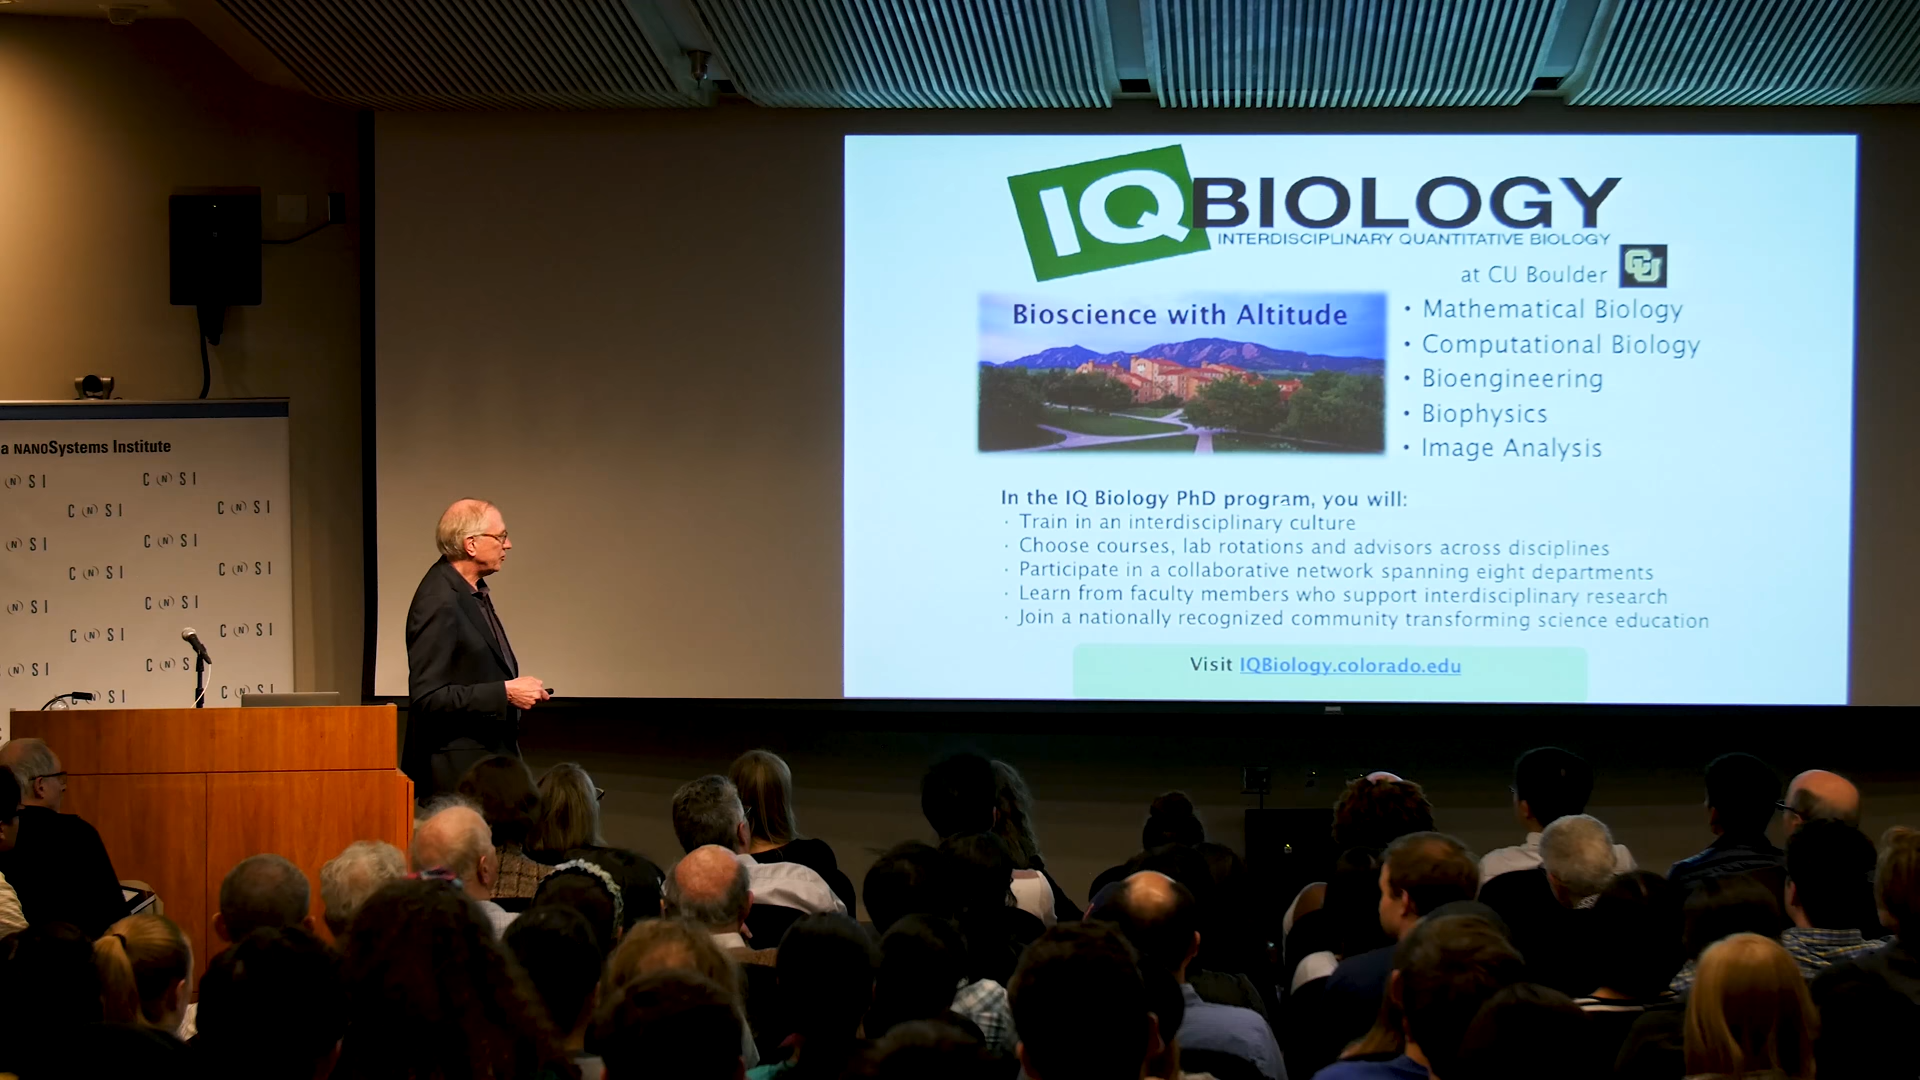 a NANOSystems Institute
(N) S I
C (N) S I
C (N) S I
C (N) S I
(N) S I
C (N) S I
C (N) S I
C (N) S I
(N) S I
C (N) S I
C (N) S I
C (N) S I
(N) S I
C (N) S
C (N) S I
(N) S I
IQBIOLOGY
INTERDISCIPLINARY QUANTITATIVE BIOLOGY
at CU Boulder CU
Bioscience with Altitude
• Mathematical Biology
• Computational Biology
• Bioengineering
• Biophysics
• Image Analysis
In the IQ Biology PhD program, you will:
· Train in an interdisciplinary culture
· Choose courses, lab rotations and advisors across disciplines
· Participate in a collaborative network spanning eight departments
· Learn from faculty members who support interdisciplinary research
· Join a nationally recognized community transforming science education
Visit IQBiology.colorado.edu